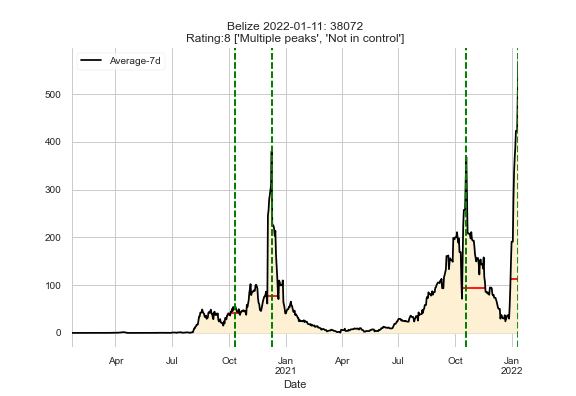 Belize 2022-01-11: 38072
Rating:8 ['Multiple peaks', 'Not in control']
Average-7d
500
400
300
200
100
0
Apr Jul Oct Jan Apr Jul Oct Jan
2021 2022
Date